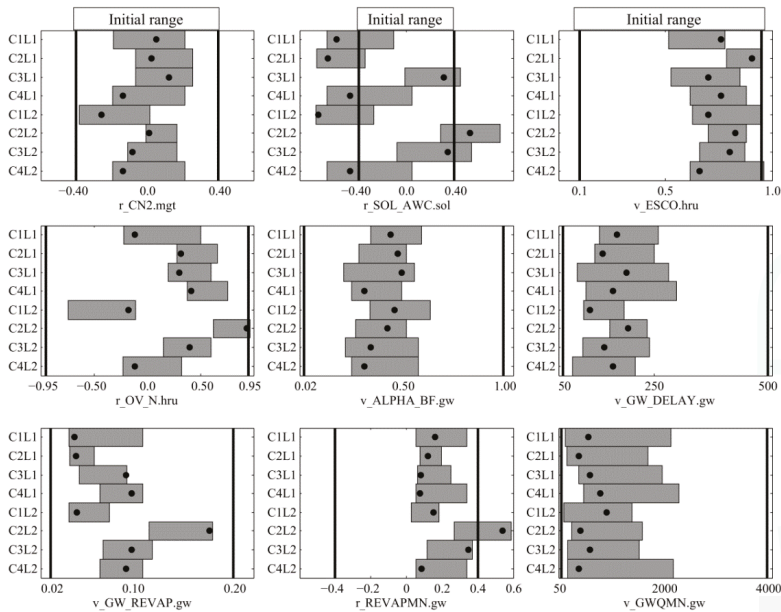 Initial range Initial range Initial range
C1L1 C1L1 C1L1
C2L1 C2L1 C2L1
C3L1 C3L1 C3L1
C4L1 C4L1 C4L1
C1L2 C1L2 C1L2
C2L2 C2L2 C2L2
C3L2 C3L2 C3L2
C4L2 C4L2 C4L2
−0.40 0.0 0.40 −0.40 0.0 0.40 0.1 0.5 1.0
r_CN2.mgt r_SOL_AWC.sol v_ESCO.hru
C1L1 C1L1 C1L1
C2L1 C2L1 C2L1
C3L1 C3L1 C3L1
C4L1 C4L1 C4L1
C1L2 C1L2 C1L2
C2L2 C2L2 C2L2
C3L2 C3L2 C3L2
C4L2 C4L2 C4L2
−0.95 −0.50 0.0 0.50 0.95 0.02 0.50 1.00 50 250 500
r_OV_N.hru v_ALPHA_BF.gw v_GW_DELAY.gw
C1L1 C1L1 C1L1
C2L1 C2L1 C2L1
C3L1 C3L1 C3L1
C4L1 C4L1 C4L1
C1L2 C1L2 C1L2
C2L2 C2L2 C2L2
C3L2 C3L2 C3L2
C4L2 C4L2 C4L2
0.02 0.10 0.20 −0.4 −0.2 0 0.2 0.4 0.6 50 2000 4000
v_GW_REVAP.gw r_REVAPMN.gw v_GWQMN.gw